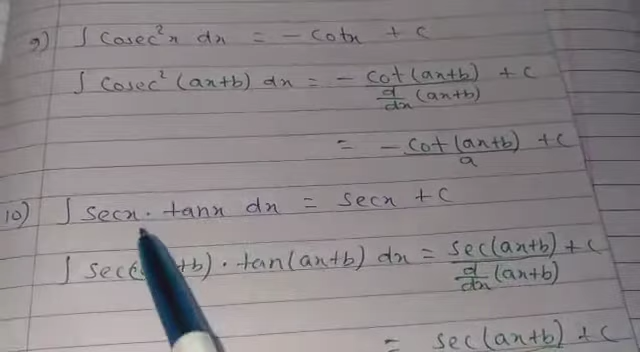 9) ∫ cosec²x dx = - cotx + c
∫ cosec² (ax+b) dx = - cot (ax+b) / d/dx (ax+b) + c
= - cot (ax+b) / a + c
10) ∫ secx . tanx dx = secx + c
∫ sec( +b) . tan(ax+b) dx = sec(ax+b) / d/dx (ax+b) + c
= sec(ax+b) + c